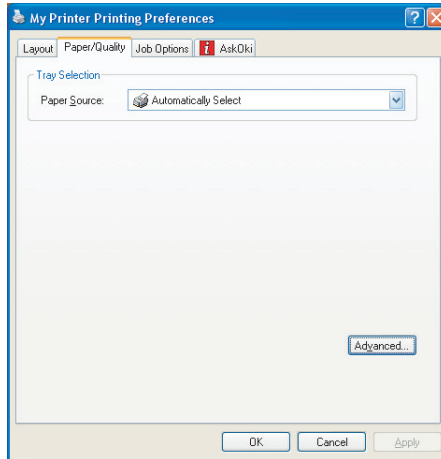 My Printer Printing Preferences
Layout Paper/Quality Job Options i AskOki
Tray Selection
Paper Source: Automatically Select
Advanced...
OK Cancel Apply